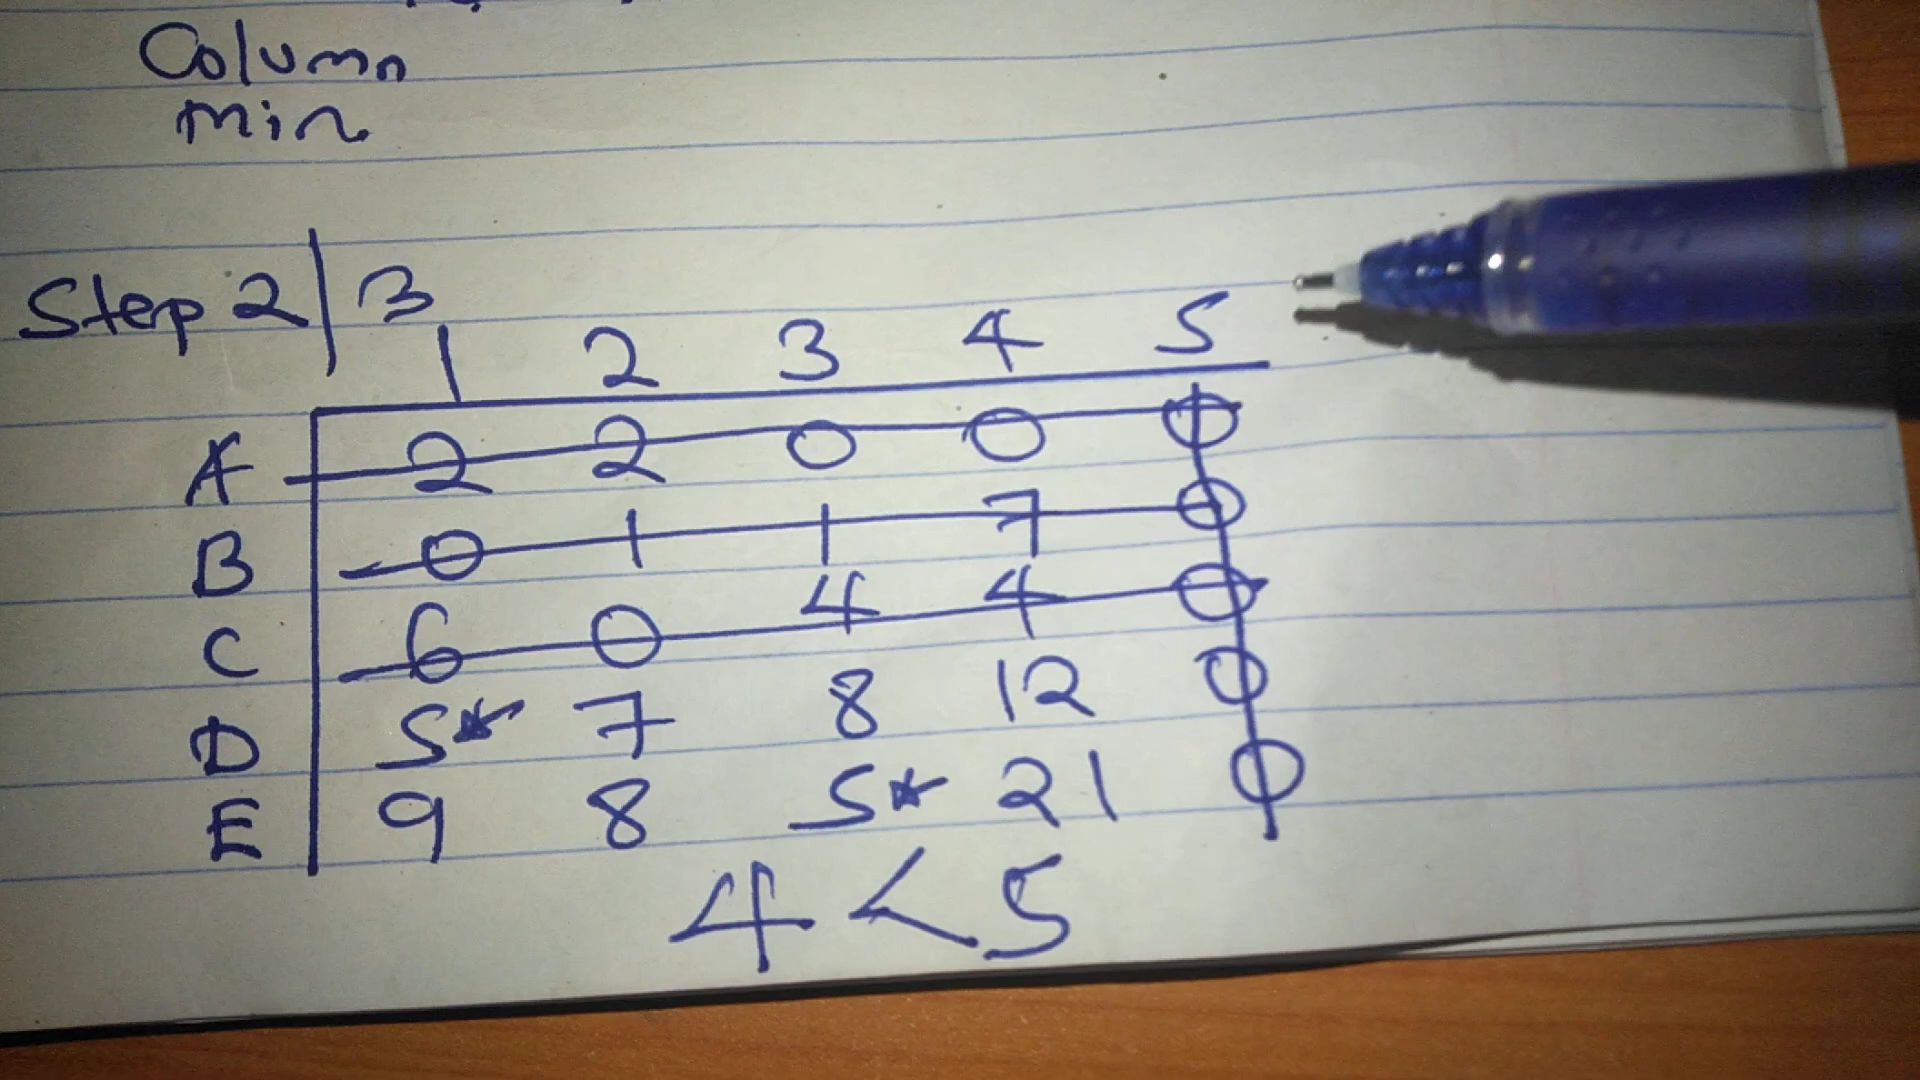 Column
Min
Step 2/3
1 2 3 4 5
A 2 2 0 0 0
B 0 1 1 7 0
C 6 0 4 4 0
D 5* 7 8 12 0
E 9 8 5* 21 0
4 < 5